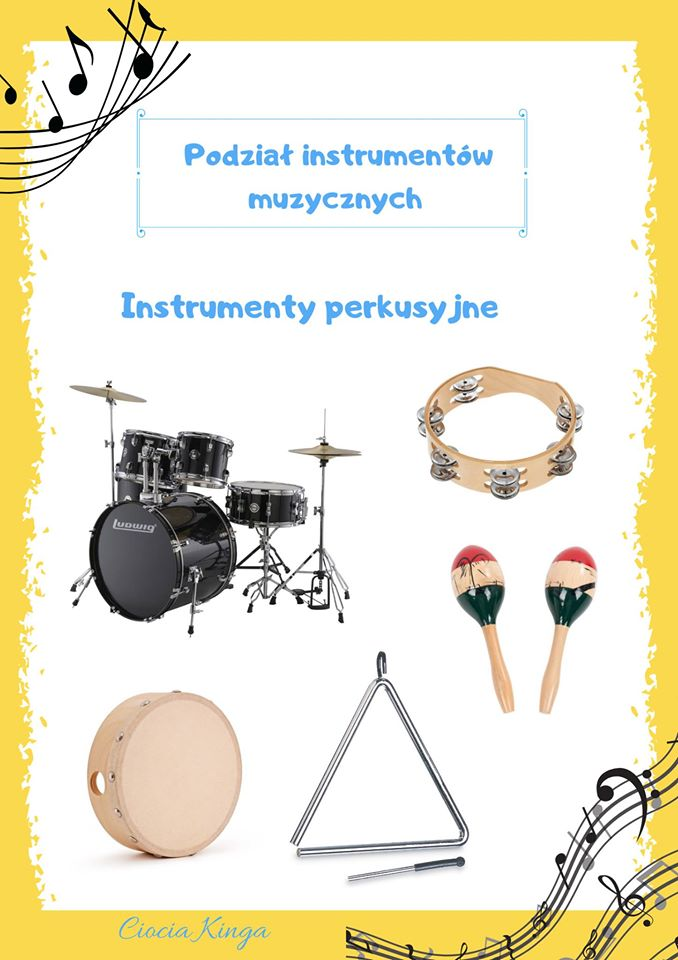 Podział instrumentów
muzycznych
Instrumenty perkusyjne
Ludwig
Ciocia Kinga